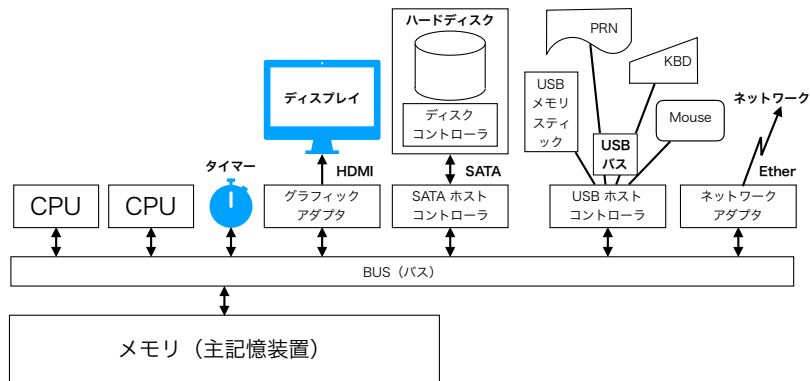 ハードディスク
PRN
KBD
ディスプレイ
USB
メモリ
スティ
ック
ディスク
コントローラ
ネットワーク
Mouse
USB
バス
タイマー
HDMI
SATA
Ether
CPU
CPU
グラフィック
アダプタ
SATA ホスト
コントローラ
USB ホスト
コントローラ
ネットワーク
アダプタ
BUS（バス）
メモリ（主記憶装置）